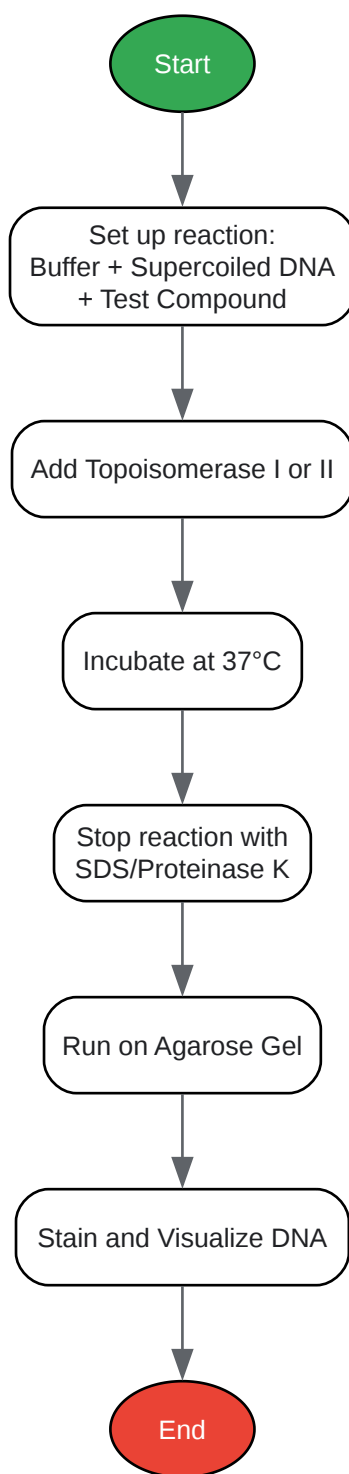 Start
Set up reaction:
Buffer + Supercoiled DNA
+ Test Compound
Add Topoisomerase I or II
Incubate at 37°C
Stop reaction with
SDS/Proteinase K
Run on Agarose Gel
Stain and Visualize DNA
End